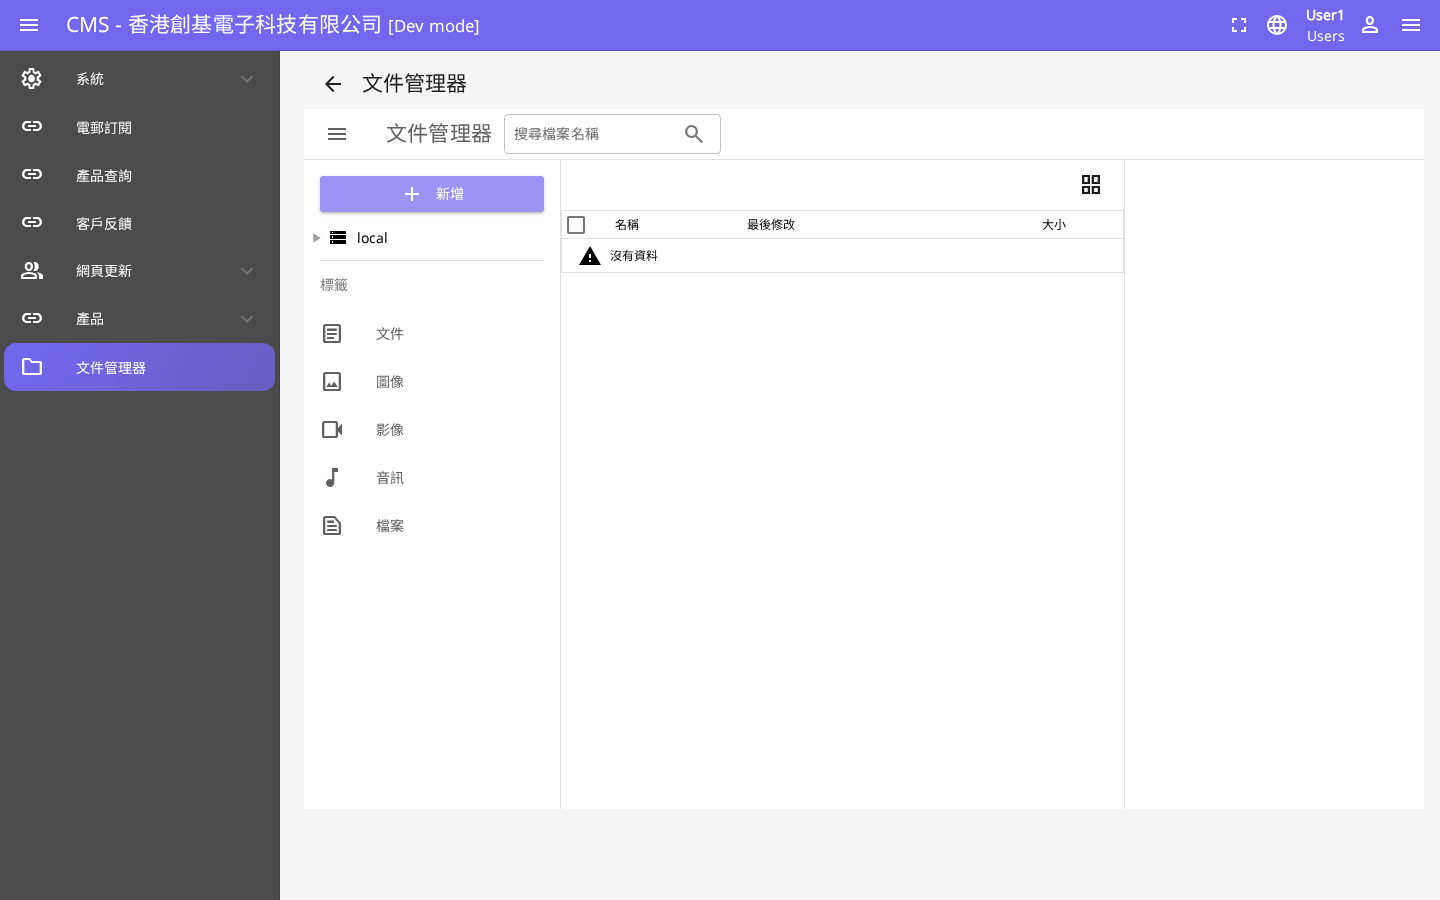 CMS - 香港創基電子科技有限公司 [Dev mode]
User1
Users
系統
電郵訂閱
產品查詢
客戶反饋
網頁更新
產品
文件管理器
文件管理器
文件管理器
搜尋檔案名稱
新增
local
標籤
文件
圖像
影像
音訊
檔案
名稱
最後修改
大小
沒有資料